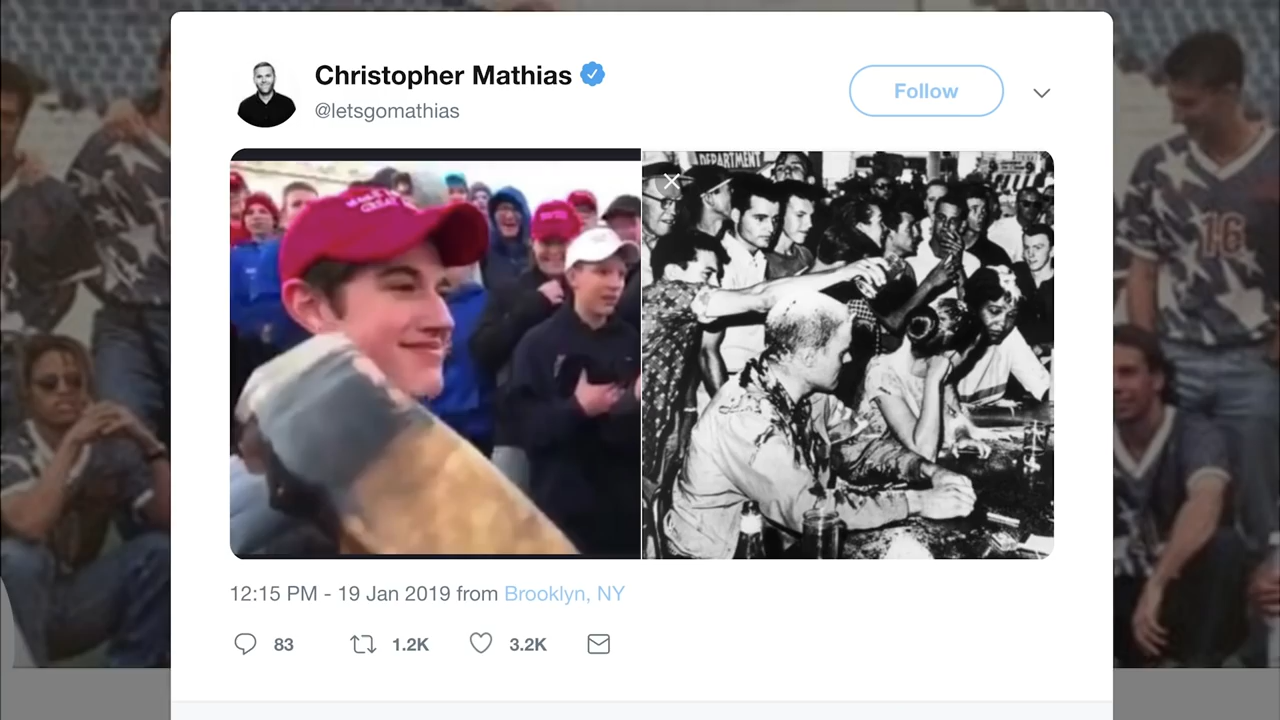 Christopher Mathias
@letsgomathias
Follow
DEPARTMENT
16
12:15 PM - 19 Jan 2019 from Brooklyn, NY
83
1.2K
3.2K